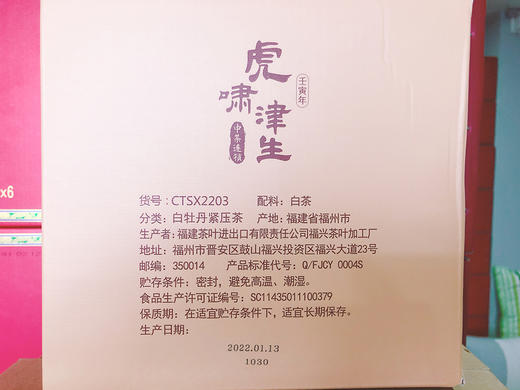 虎啸津生
壬寅年
中茶连锁
货号：CTSX2203 配料：白茶
分类：白牡丹紧压茶 产地：福建省福州市
生产者：福建茶叶进出口有限责任公司福兴茶叶加工厂
地址：福州市晋安区鼓山福兴投资区福兴大道23号
邮编：350014 产品标准代号：Q/FJCY 0004S
贮存条件：密封，避免高温、潮湿。
食品生产许可证编号：SC11435011100379
保质期：在适宜贮存条件下，适宜长期保存。
生产日期：
2022.01.13
1030
x6